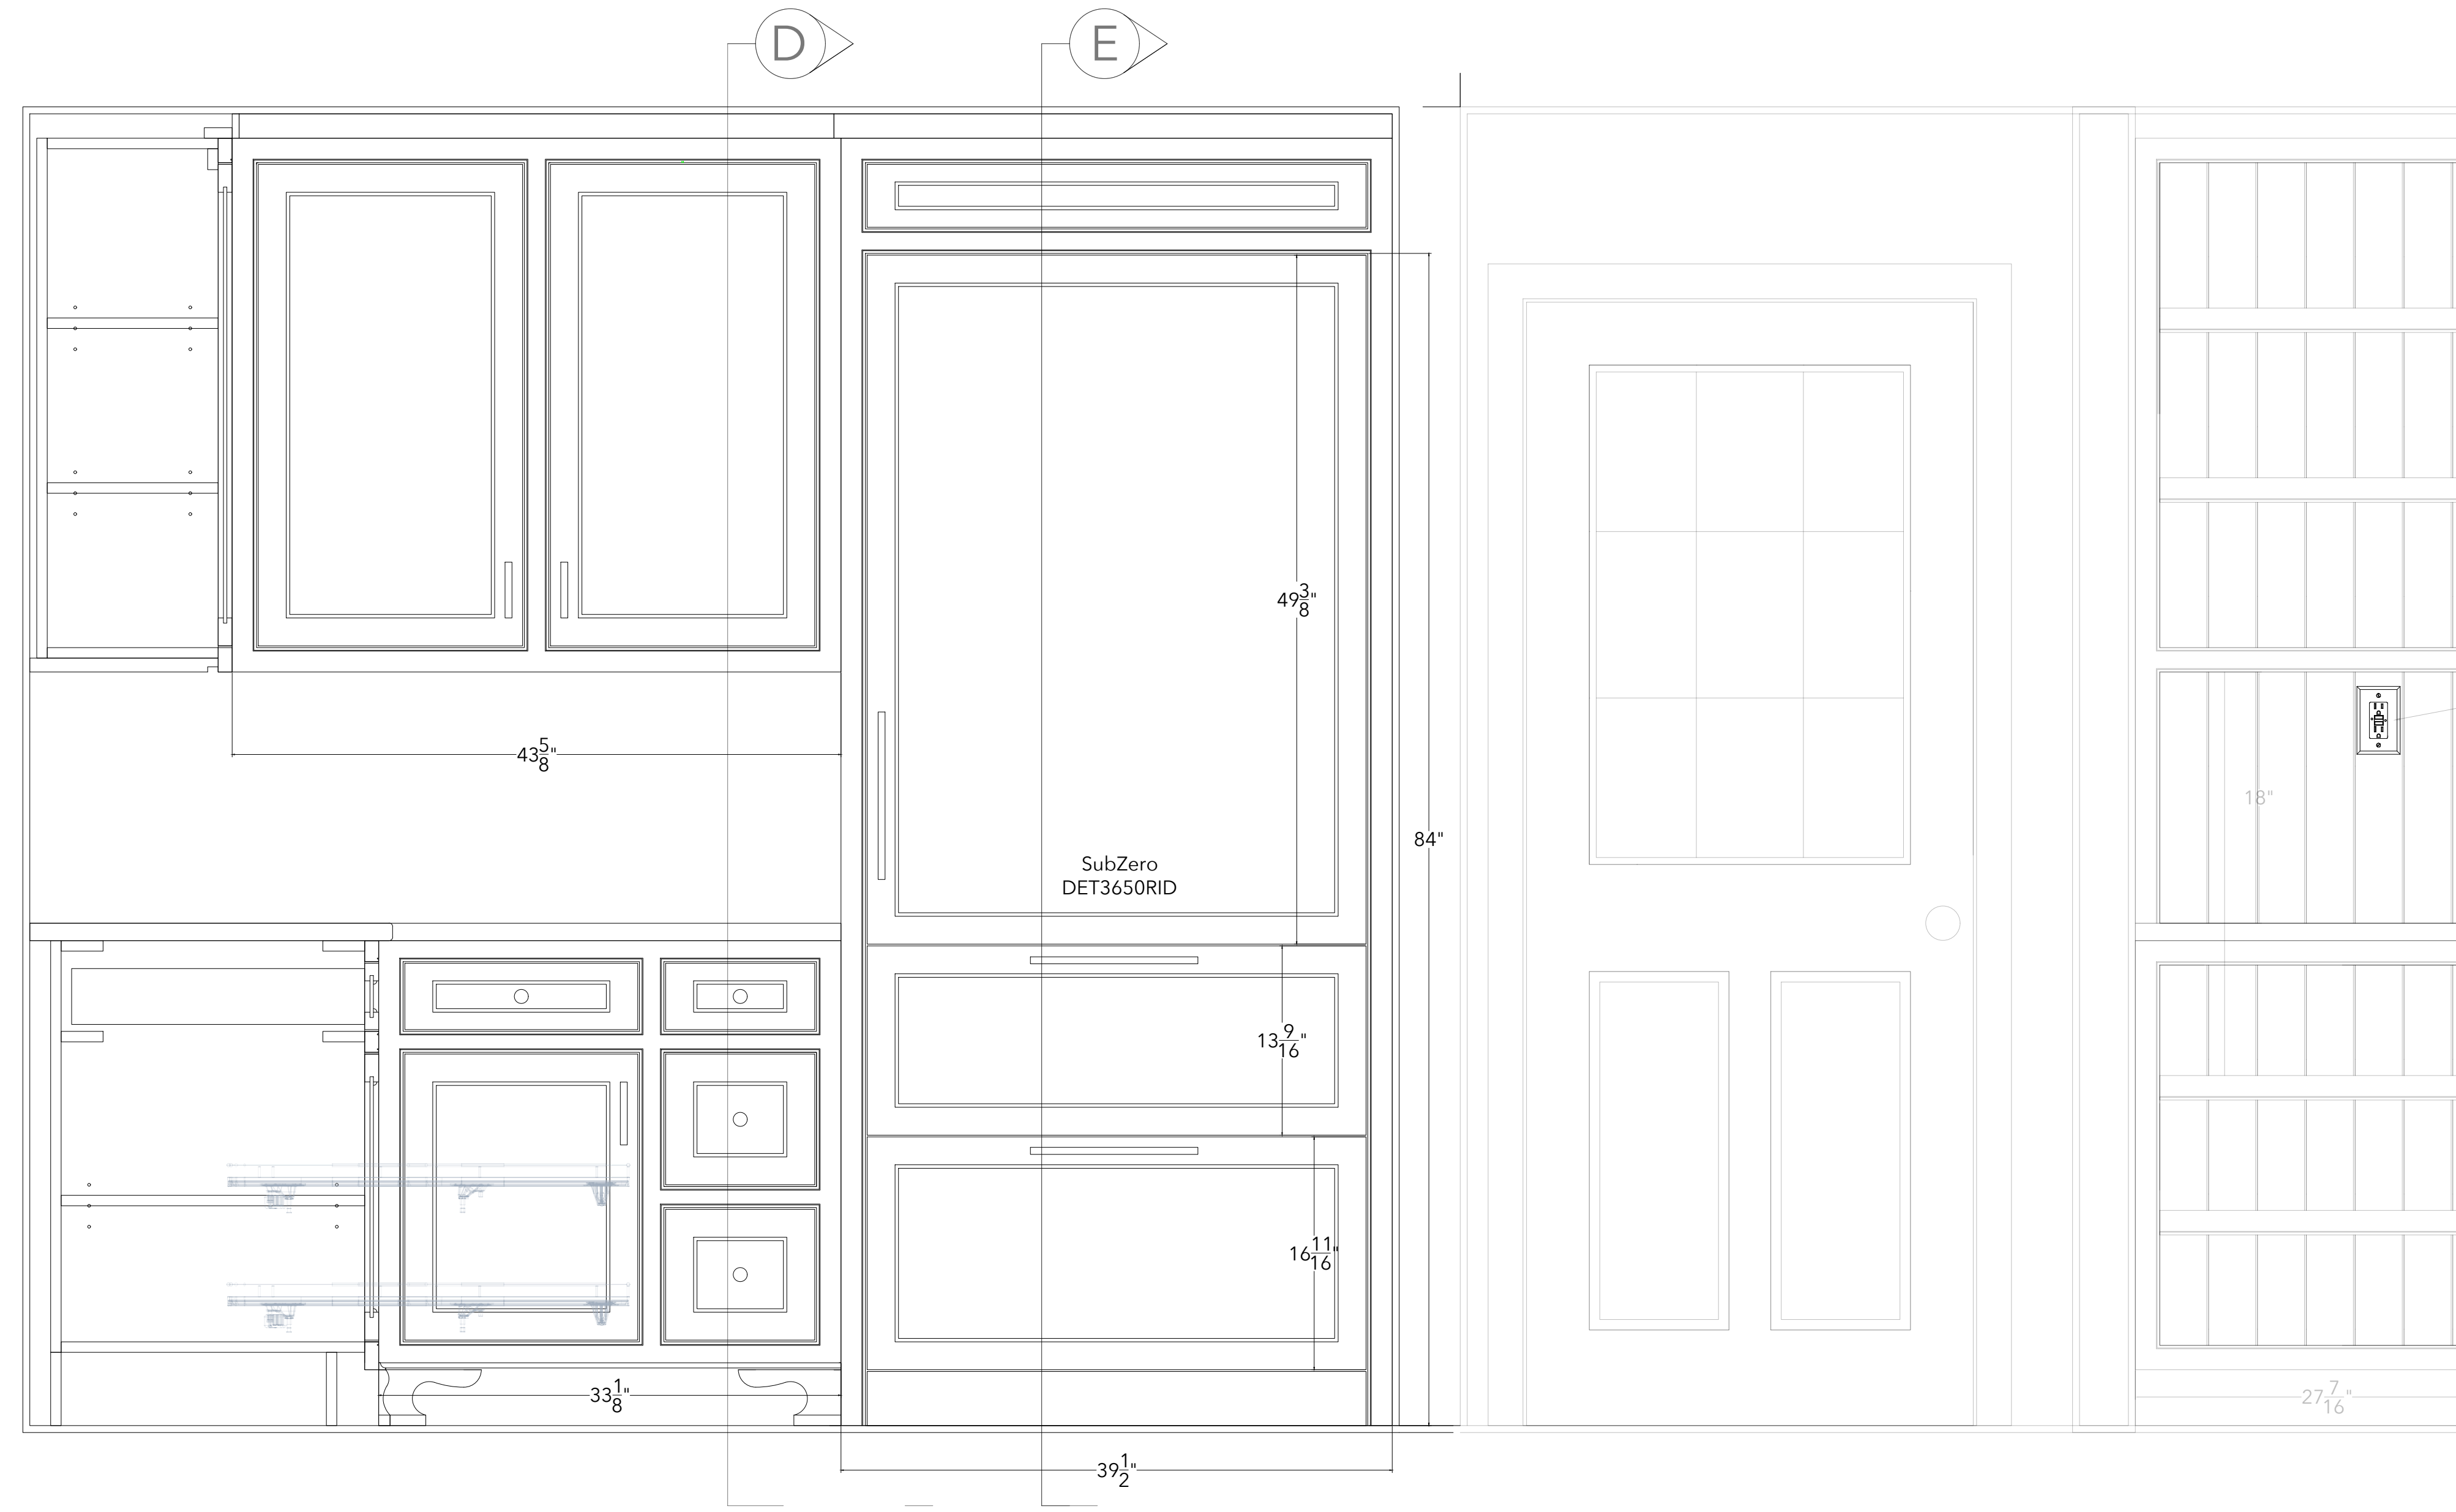 D
E
49 3/8"
43 5/8"
18"
84"
SubZero
DET3650RID
13 9/16"
16 11/16"
33 1/8"
27 7/16"
39 1/2"